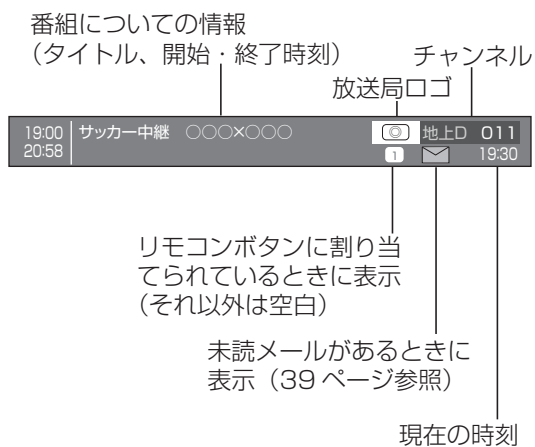 番組についての情報
（タイトル、開始・終了時刻）
チャンネル
放送局ロゴ
19:00 サッカー中継 ○○○×○○○ 地上D 011
20:58 1 19:30
リモコンボタンに割り当
てられているときに表示
（それ以外は空白）
未読メールがあるときに
表示（39 ページ参照）
現在の時刻